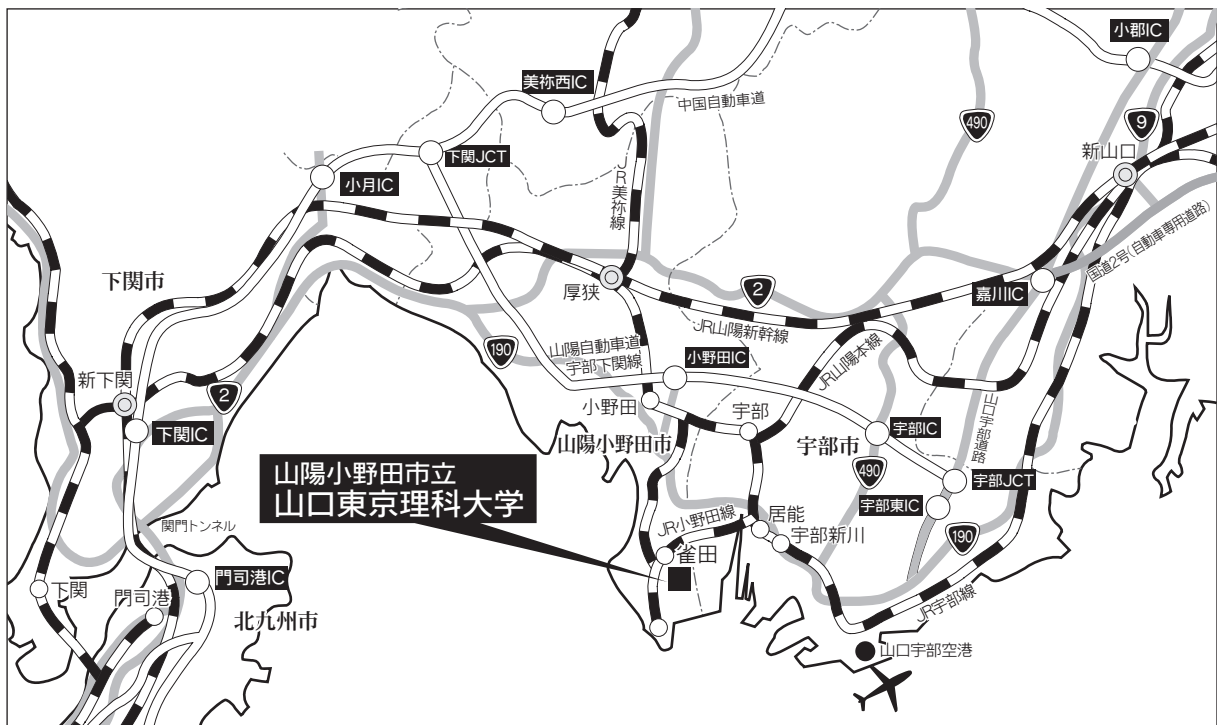 小郡IC
美祢西IC
中国自動車道
490
9
新山口
下関JCT
小月IC
JR美祢線
国道2号(自動車専用道路)
下関市
厚狭
2
嘉川IC
JR山陽新幹線
190
山陽自動車道
宇部下関線
小野田IC
JR山陽本線
新下関
2
小野田
宇部
山口宇部道路
下関IC
山陽小野田市
宇部市
宇部IC
490
宇部JCT
山陽小野田市立
山口東京理科大学
宇部東IC
関門トンネル
JR小野田線
居能
宇部新川
190
雀田
下関
門司港IC
門司港
北九州市
JR宇部線
山口宇部空港